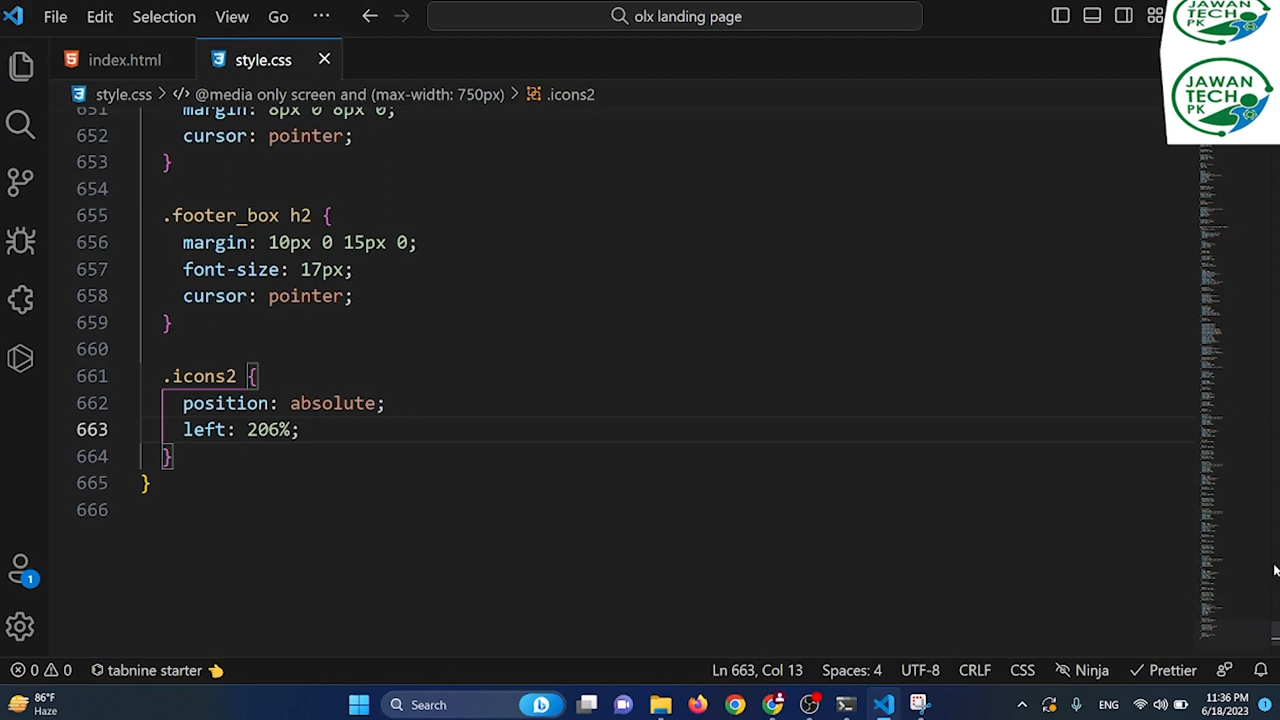 File Edit Selection View Go ··· ok landing page
JAWAN TECH PK
index.html style.css
JAWAN
TECH
PK
style.css > @media only screen and (max-width: 750px) > .icons2
651 margin: 8px 0 8px 0;
652 cursor: pointer;
653 }
654
655 .footer_box h2 {
656 margin: 10px 0 15px 0;
657 font-size: 17px;
658 cursor: pointer;
659 }
660
661 .icons2 {
662 position: absolute;
663 left: 206%;
664 }
665 }
666
1
0 0 tabnine starter Ln 663, Col 13 Spaces: 4 UTF-8 CRLF CSS Ninja Prettier
86°F
Haze
Search
ENG
11:36 PM
6/18/2023
1